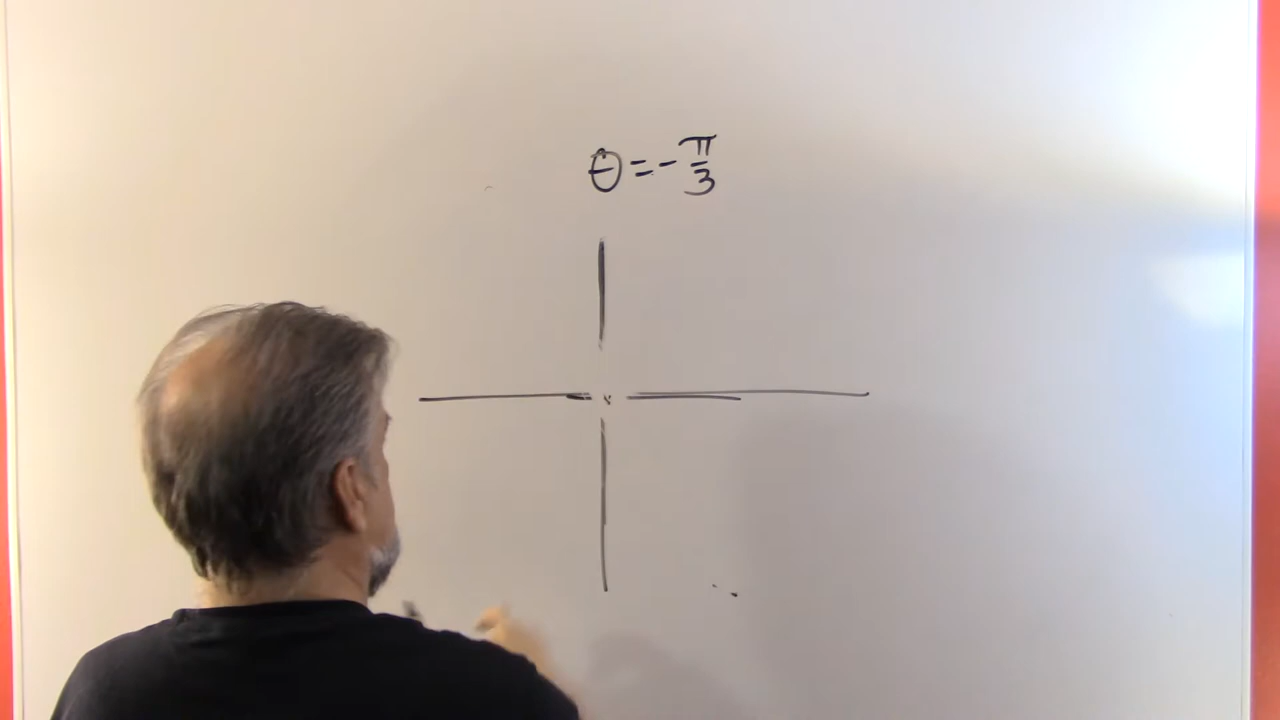 θ = -π/3